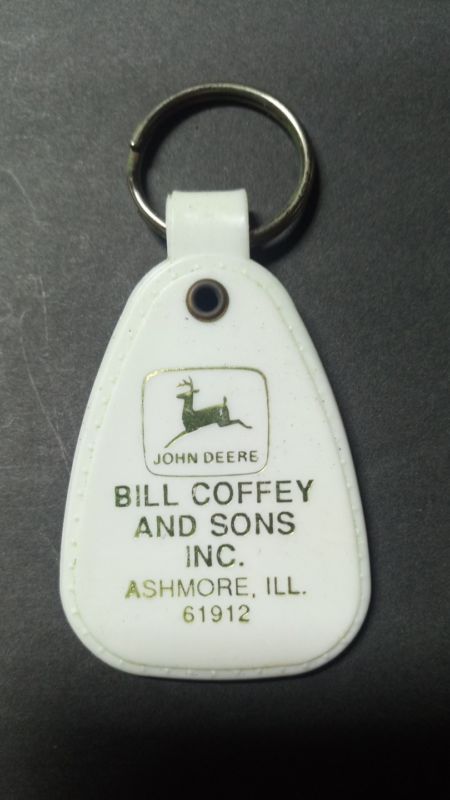 JOHN DEERE
BILL COFFEY
AND SONS
INC.
ASHMORE, ILL.
61912